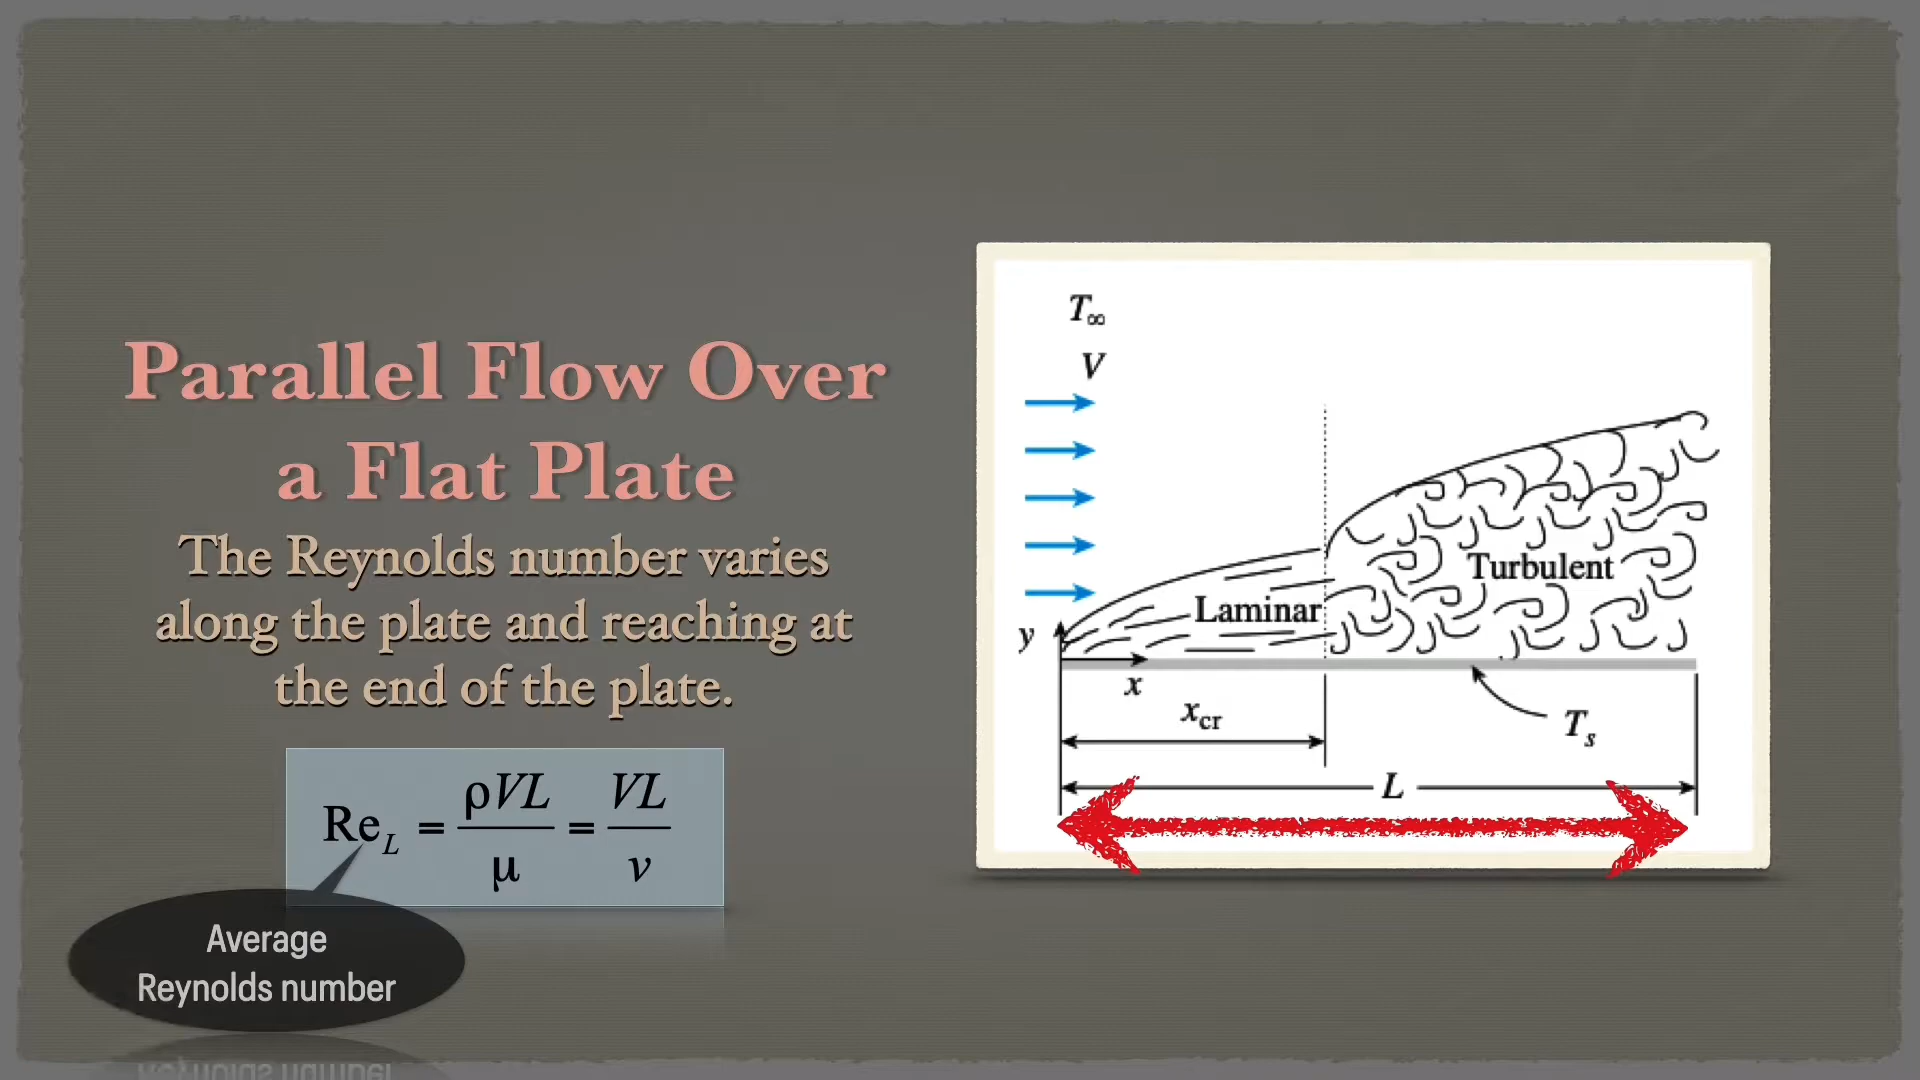 Parallel Flow Over
a Flat Plate
The Reynolds number varies
along the plate and reaching at
the end of the plate.
Re_L = ρVL/μ = VL/ν
Average
Reynolds number
T∞
V
Turbulent
Laminar
y
x
x_cr
T_s
L